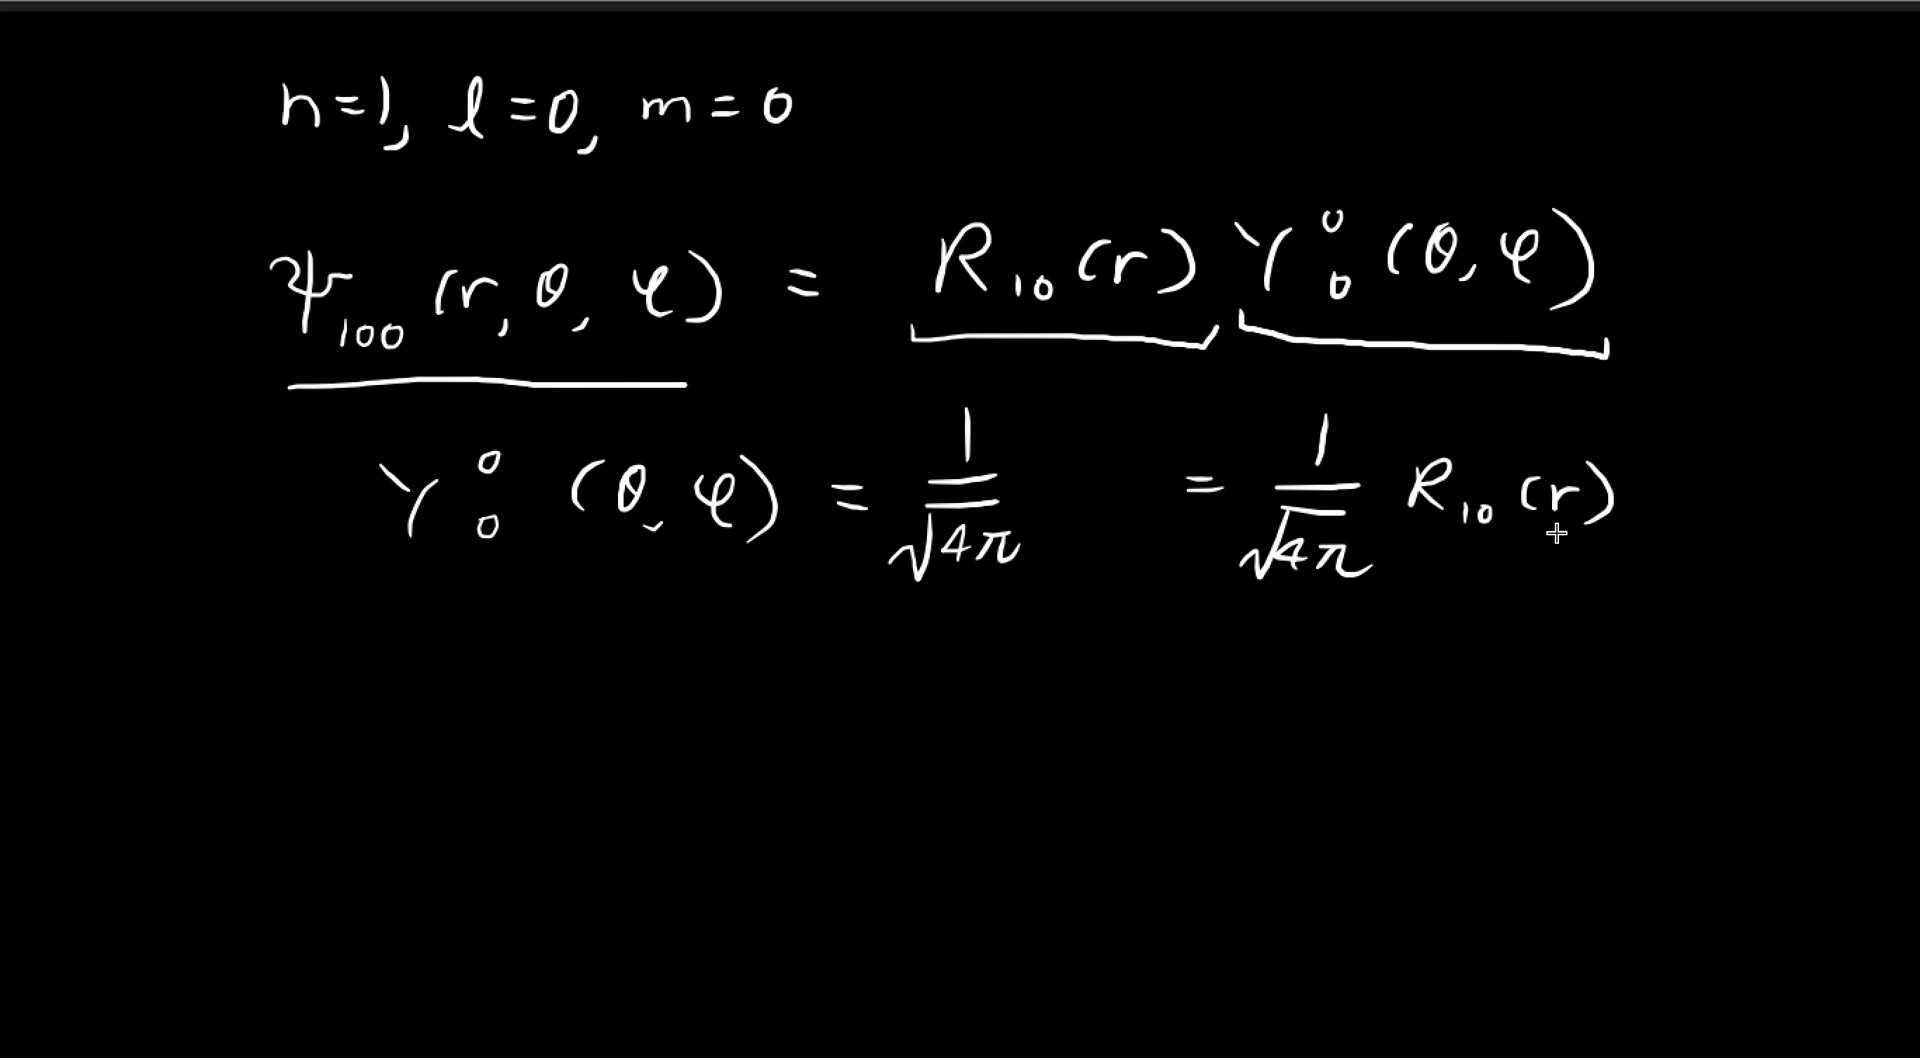 n=1, l=0, m=0
ψ₁₀₀ (r, θ, φ) = R₁₀(r) Y₀⁰(θ, φ)
Y₀⁰ (θ, φ) = 1/√4π = 1/√4π R₁₀(r)